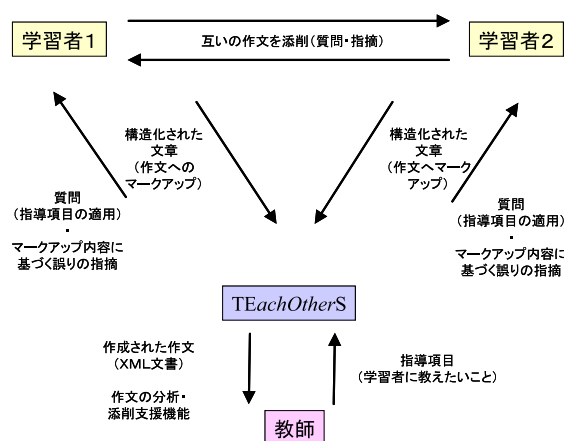 学習者1
互いの作文を添削(質問・指摘)
学習者2
構造化された
文章
(作文への
マークアップ)
構造化された
文章
(作文へマーク
アップ)
質問
(指導項目の適用)
・
マークアップ内容に
基づく誤りの指摘
質問
(指導項目の適用)
・
マークアップ内容に
基づく誤りの指摘
TEachOtherS
作成された作文
(XML文書)
作文の分析・
添削支援機能
指導項目
(学習者に教えたいこと)
教師